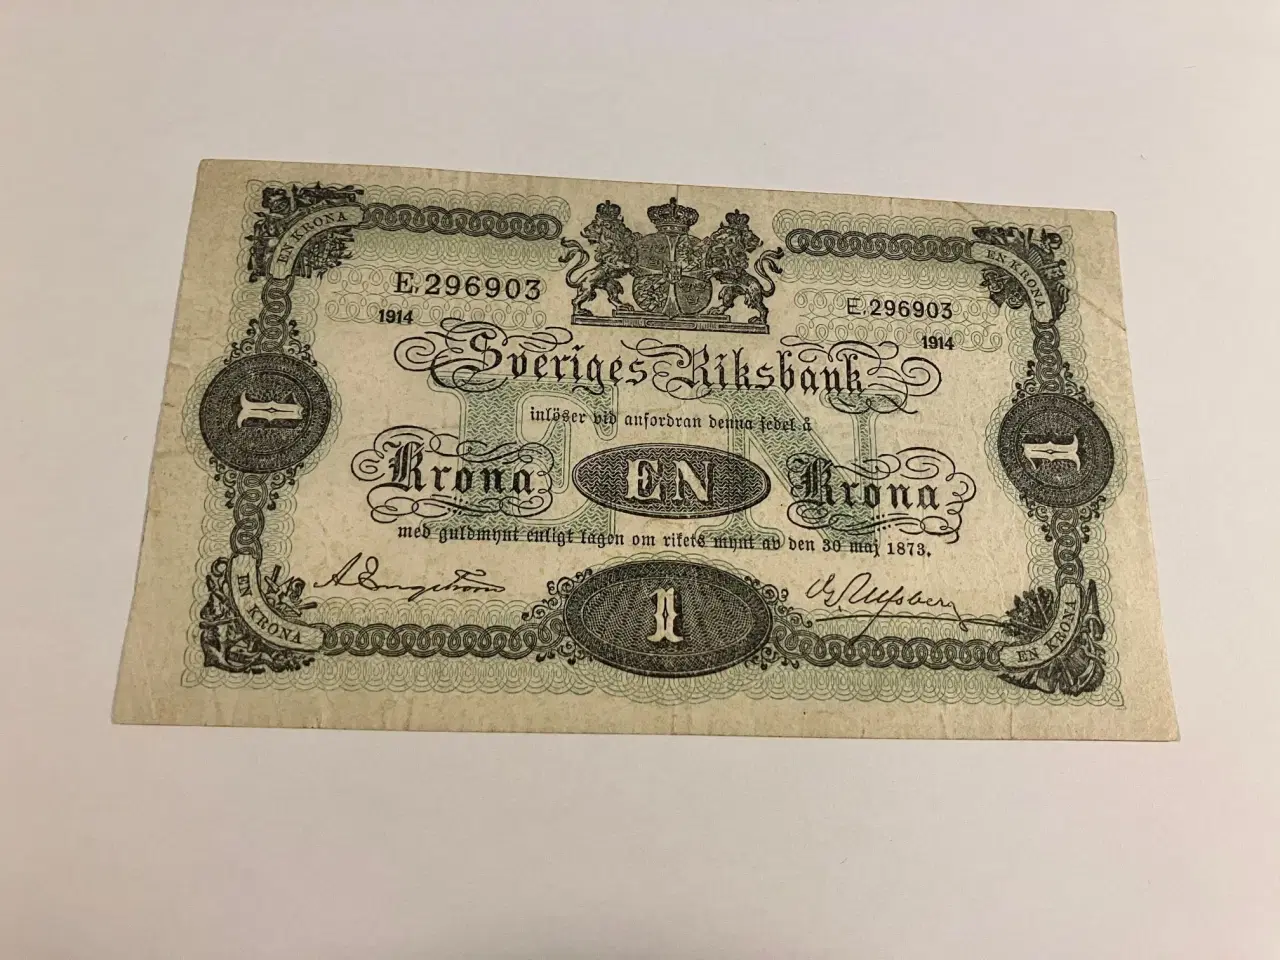 EN KRONA
EN KRONA
E.296903
E.296903
1914
1914
Sveriges Riksbank
inlöser vid anfordran denna sedel å
1
1
Krona EN Krona
med guldmynt enligt lagen om rikets mynt av den 30 maj 1873.
A Engström
1
EN KRONA
EN KRONA